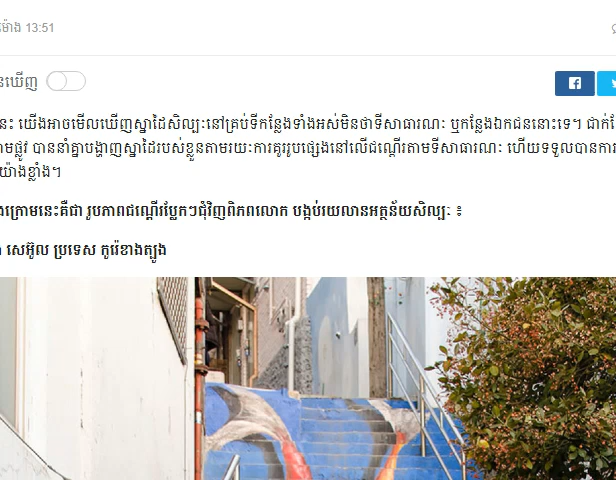 ម៉ោង 13:51
ឃើញ
នេះ យើងអាចមើលឃើញស្នាដៃសិល្បៈនៅគ្រប់ទីកន្លែងទាំងអស់មិនថាទីសាធារណៈ ឬកន្លែងឯកជននោះទេ។ ជាក់
ផ្លូវ បាននាំគ្នាបង្ហាញស្នាដៃរបស់ខ្លួនតាមរយៈការគូររូបផ្សេងនៅលើជណ្ដើរតាមទីសាធារណៈ ហើយទទួលបានការ
យ៉ាងខ្លាំង។
ក្រោមនេះគឺជា រូបភាពជណ្ដើរប្លែកៗជុំវិញពិភពលោក បង្កប់រយលានអត្ថន័យសិល្បៈ ៖
សេអ៊ូល ប្រទេស កូរ៉េខាងត្បូង